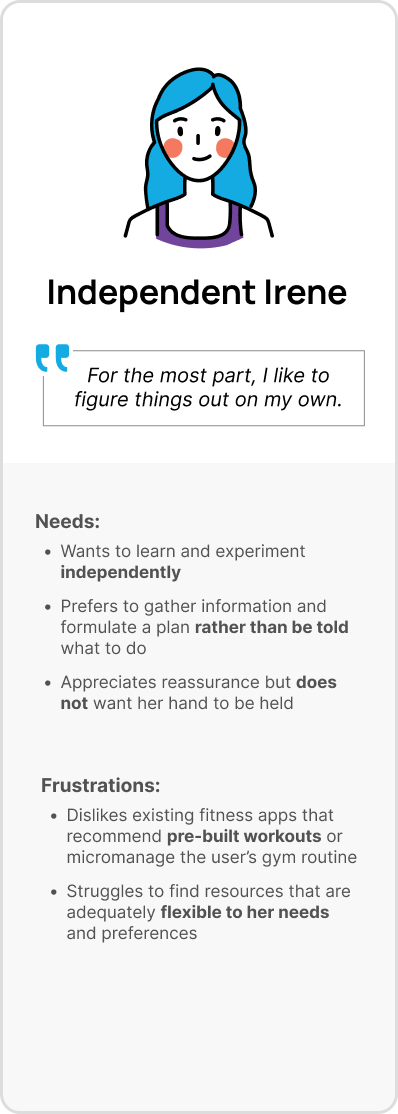 Independent Irene
For the most part, I like to
figure things out on my own.
Needs:
• Wants to learn and experiment
independently
• Prefers to gather information and
formulate a plan rather than be told
what to do
• Appreciates reassurance but does
not want her hand to be held
Frustrations:
• Dislikes existing fitness apps that
recommend pre-built workouts or
micromanage the user’s gym routine
• Struggles to find resources that are
adequately flexible to her needs
and preferences